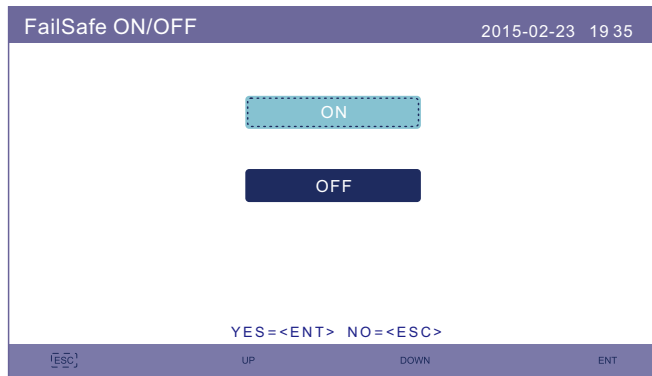 FailSafe ON/OFF 2015-02-23 19 35
ON
OFF
YES=<ENT> NO=<ESC>
ESC UP DOWN ENT